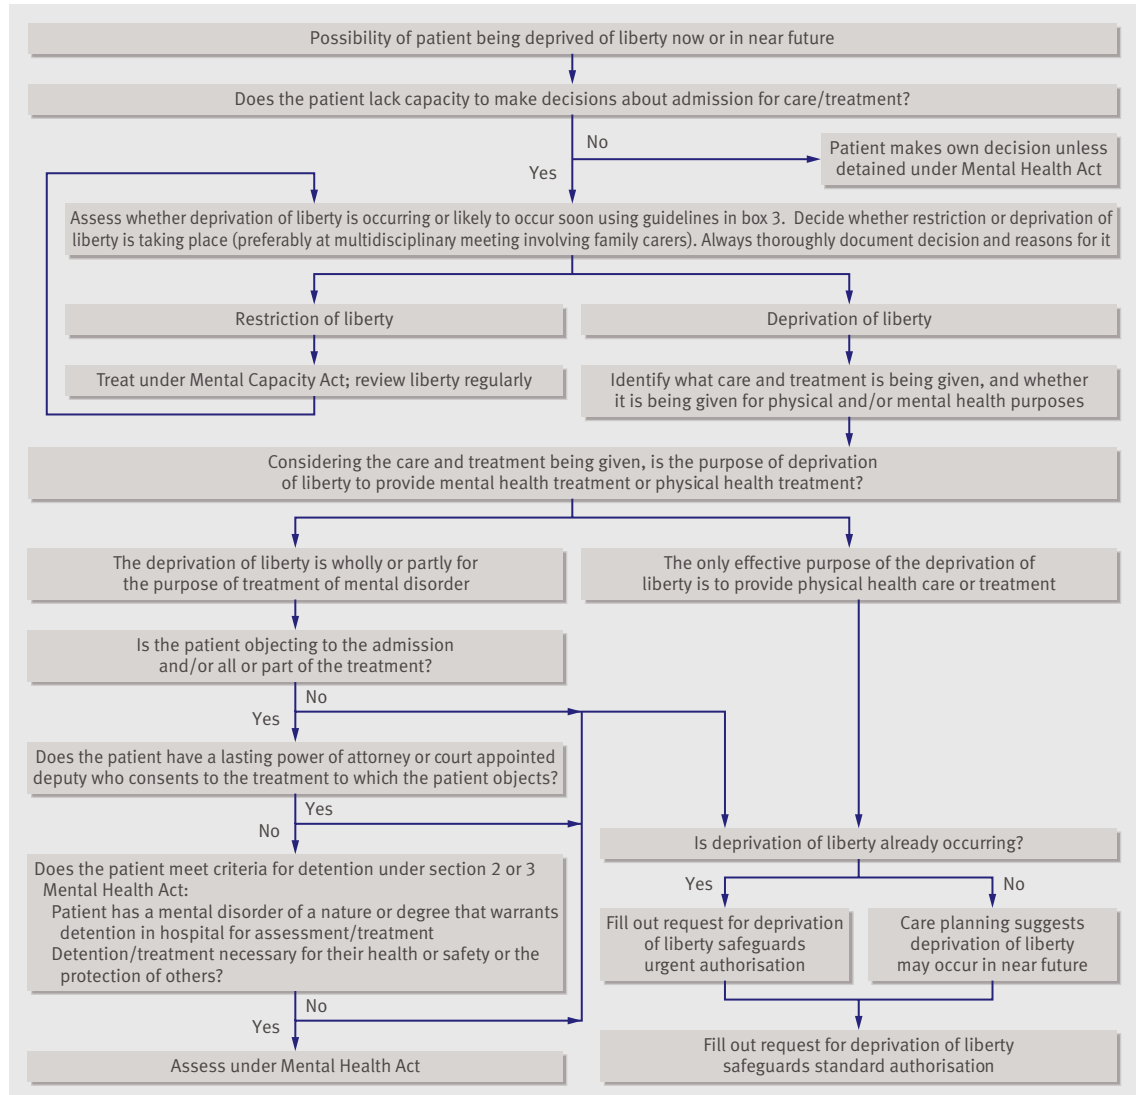 Possibility of patient being deprived of liberty now or in near future
Does the patient lack capacity to make decisions about admission for care/treatment?
No
Patient makes own decision unless
detained under Mental Health Act
Yes
Assess whether deprivation of liberty is occurring or likely to occur soon using guidelines in box 3. Decide whether restriction or deprivation of
liberty is taking place (preferably at multidisciplinary meeting involving family carers). Always thoroughly document decision and reasons for it
Restriction of liberty
Deprivation of liberty
Treat under Mental Capacity Act; review liberty regularly
Identify what care and treatment is being given, and whether
it is being given for physical and/or mental health purposes
Considering the care and treatment being given, is the purpose of deprivation
of liberty to provide mental health treatment or physical health treatment?
The deprivation of liberty is wholly or partly for
the purpose of treatment of mental disorder
The only effective purpose of the deprivation of
liberty is to provide physical health care or treatment
Is the patient objecting to the admission
and/or all or part of the treatment?
No
Yes
Does the patient have a lasting power of attorney or court appointed
deputy who consents to the treatment to which the patient objects?
Yes
No
Is deprivation of liberty already occurring?
Does the patient meet criteria for detention under section 2 or 3
Mental Health Act:
Patient has a mental disorder of a nature or degree that warrants
detention in hospital for assessment/treatment
Detention/treatment necessary for their health or safety or the
protection of others?
Yes
No
Fill out request for deprivation
of liberty safeguards
urgent authorisation
Care planning suggests
deprivation of liberty
may occur in near future
No
Yes
Assess under Mental Health Act
Fill out request for deprivation of liberty
safeguards standard authorisation